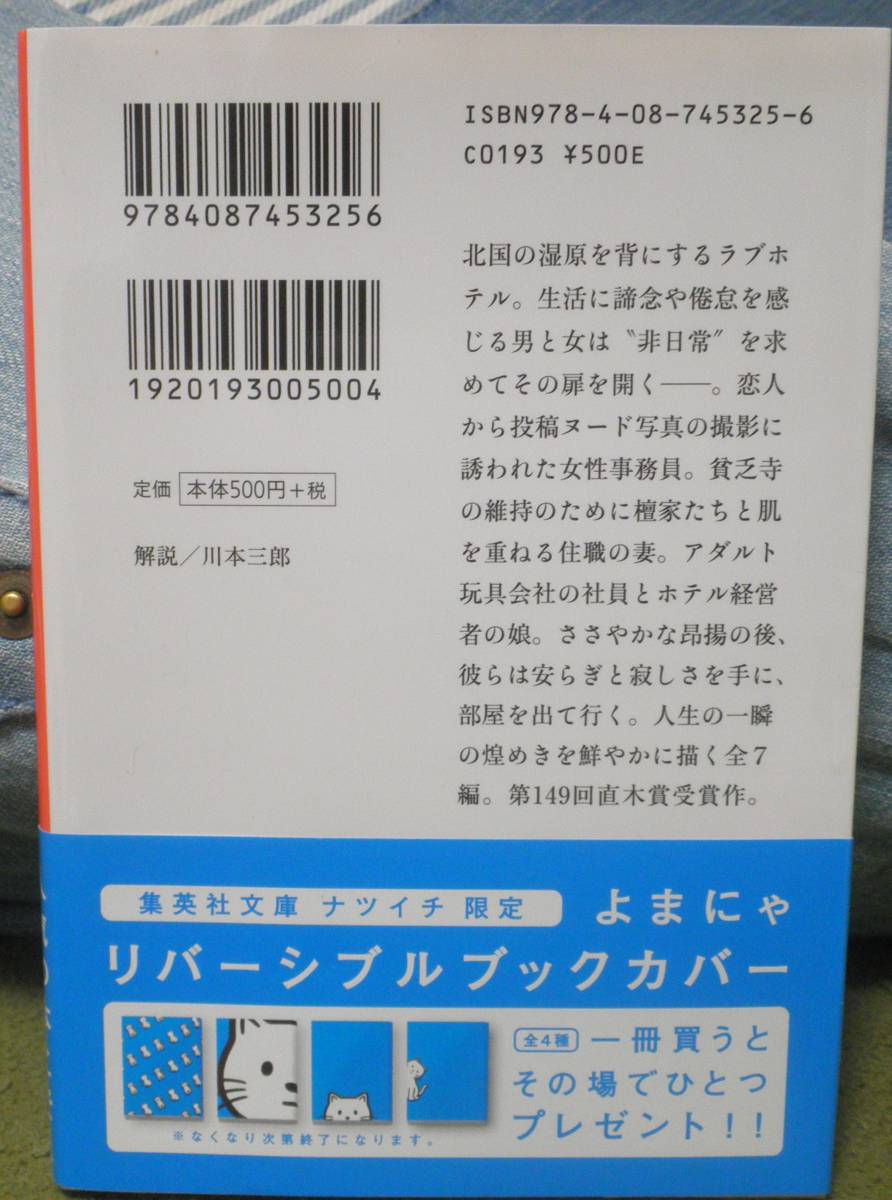 ISBN978-4-08-745325-6
C0193 ¥500E
9784087453256
1920193005004
定価 本体500円+税
解説/川本三郎
北国の湿原を背にするラブホ
テル。生活に諦念や倦怠を感
じる男と女は〝非日常〟を求
めてその扉を開く――。恋人
から投稿ヌード写真の撮影に
誘われた女性事務員。貧乏寺
の維持のために檀家たちと肌
を重ねる住職の妻。アダルト
玩具会社の社員とホテル経営
者の娘。ささやかな昂揚の後、
彼らは安らぎと寂しさを手に、
部屋を出て行く。人生の一瞬
の煌めきを鮮やかに描く全7
編。第149回直木賞受賞作。
集英社文庫 ナツイチ 限定 よまにゃ
リバーシブルブックカバー
全4種 一冊買うと
その場でひとつ
プレゼント!!
※なくなり次第終了になります。